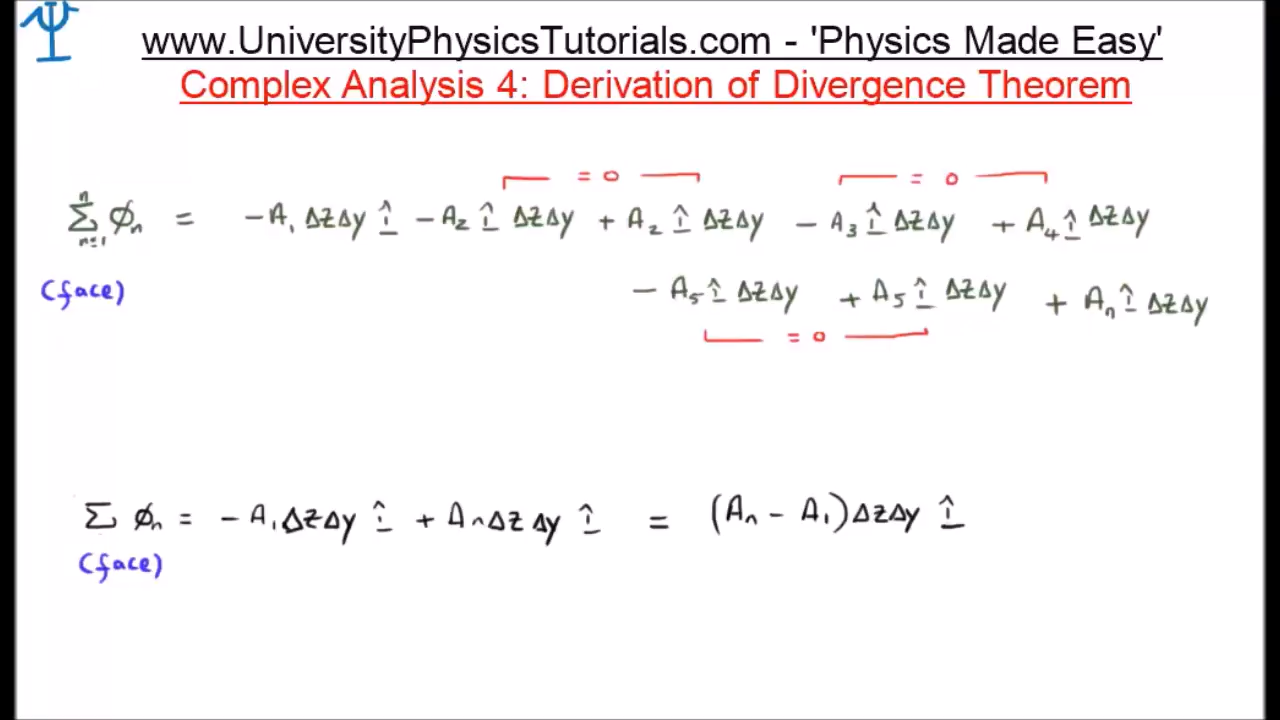 www.UniversityPhysicsTutorials.com - 'Physics Made Easy'
Complex Analysis 4: Derivation of Divergence Theorem
= 0 = 0
n
Σ ϕₙ = - A₁ ΔzΔy î - A₂ î ΔzΔy + A₂ î ΔzΔy - A₃ î ΔzΔy + A₄ î ΔzΔy
n=1
(face) - A₅ î ΔzΔy + A₅ î ΔzΔy + Aₙ î ΔzΔy
= 0
Σ ϕₙ = - A₁ ΔzΔy î + Aₙ Δz Δy î = (Aₙ - A₁) ΔzΔy î
(face)